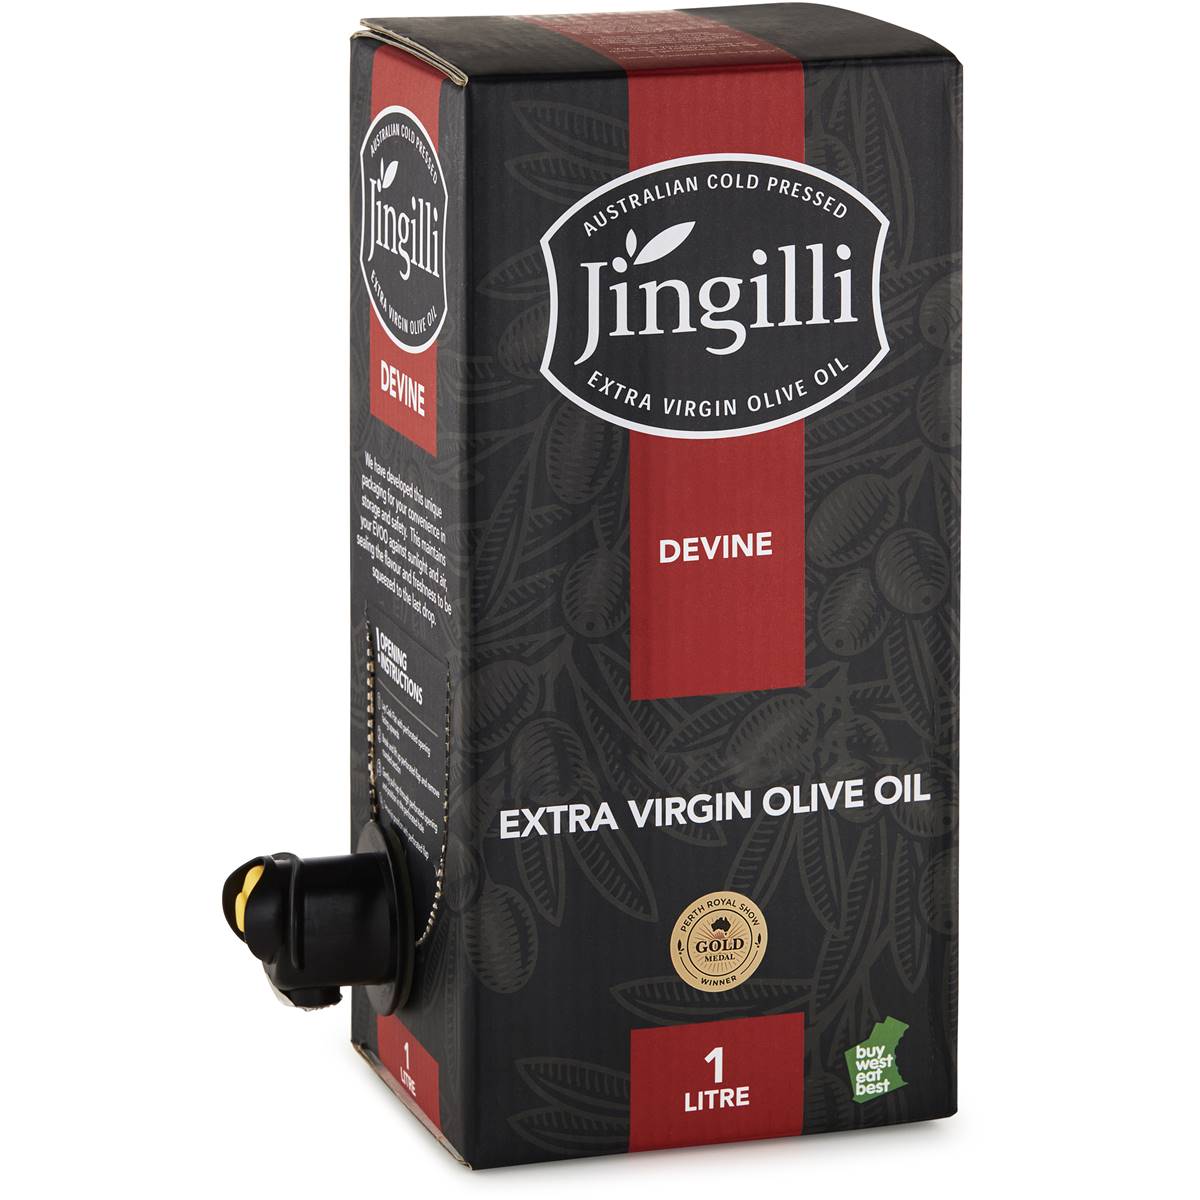 AUSTRALIAN COLD PRESSED
Jingilli
EXTRA VIRGIN OLIVE OIL
DEVINE
We have developed this unique
packaging for your convenience in
storage and safety. This maintains
your EVOO against sunlight and air,
sealing the flavour and freshness to be
squeezed to the last drop.
OPENING
INSTRUCTIONS
1
LITRE
AUSTRALIAN COLD PRESSED
Jingilli
EXTRA VIRGIN OLIVE OIL
DEVINE
EXTRA VIRGIN OLIVE OIL
PERTH ROYAL SHOW
GOLD
MEDAL
WINNER
1
LITRE
buy
west
eat
best